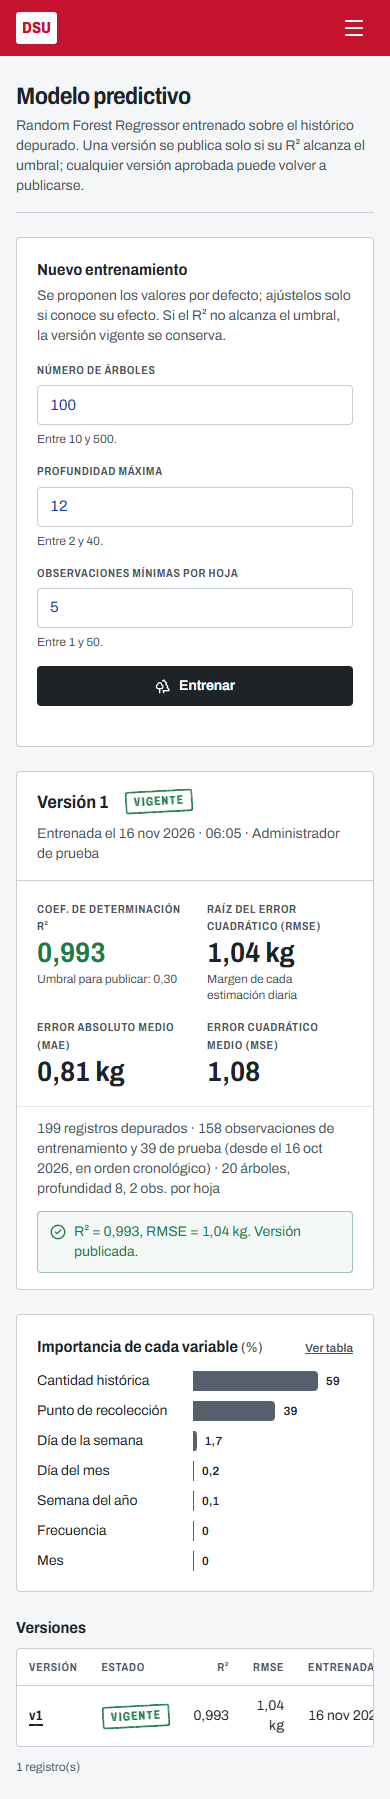 DSU
Modelo predictivo
Random Forest Regressor entrenado sobre el histórico
depurado. Una versión se publica solo si su R² alcanza el
umbral; cualquier versión aprobada puede volver a
publicarse.
Nuevo entrenamiento
Se proponen los valores por defecto; ajústelos solo
si conoce su efecto. Si el R² no alcanza el umbral,
la versión vigente se conserva.
NÚMERO DE ÁRBOLES
100
Entre 10 y 500.
PROFUNDIDAD MÁXIMA
12
Entre 2 y 40.
OBSERVACIONES MÍNIMAS POR HOJA
5
Entre 1 y 50.
Entrenar
Versión 1 VIGENTE
Entrenada el 16 nov 2026 · 06:05 · Administrador
de prueba
COEF. DE DETERMINACIÓN
R²
0,993
Umbral para publicar: 0,30
RAÍZ DEL ERROR
CUADRÁTICO (RMSE)
1,04 kg
Margen de cada
estimación diaria
ERROR ABSOLUTO MEDIO
(MAE)
0,81 kg
ERROR CUADRÁTICO
MEDIO (MSE)
1,08
199 registros depurados · 158 observaciones de
entrenamiento y 39 de prueba (desde el 16 oct
2026, en orden cronológico) · 20 árboles,
profundidad 8, 2 obs. por hoja
R² = 0,993, RMSE = 1,04 kg. Versión
publicada.
Importancia de cada variable (%) Ver tabla
Cantidad histórica 59
Punto de recolección 39
Día de la semana 1,7
Día del mes 0,2
Semana del año 0,1
Frecuencia 0
Mes 0
Versiones
VERSIÓN ESTADO R² RMSE ENTRENADA
v1 VIGENTE 0,993 1,04 kg 16 nov 202
1 registro(s)